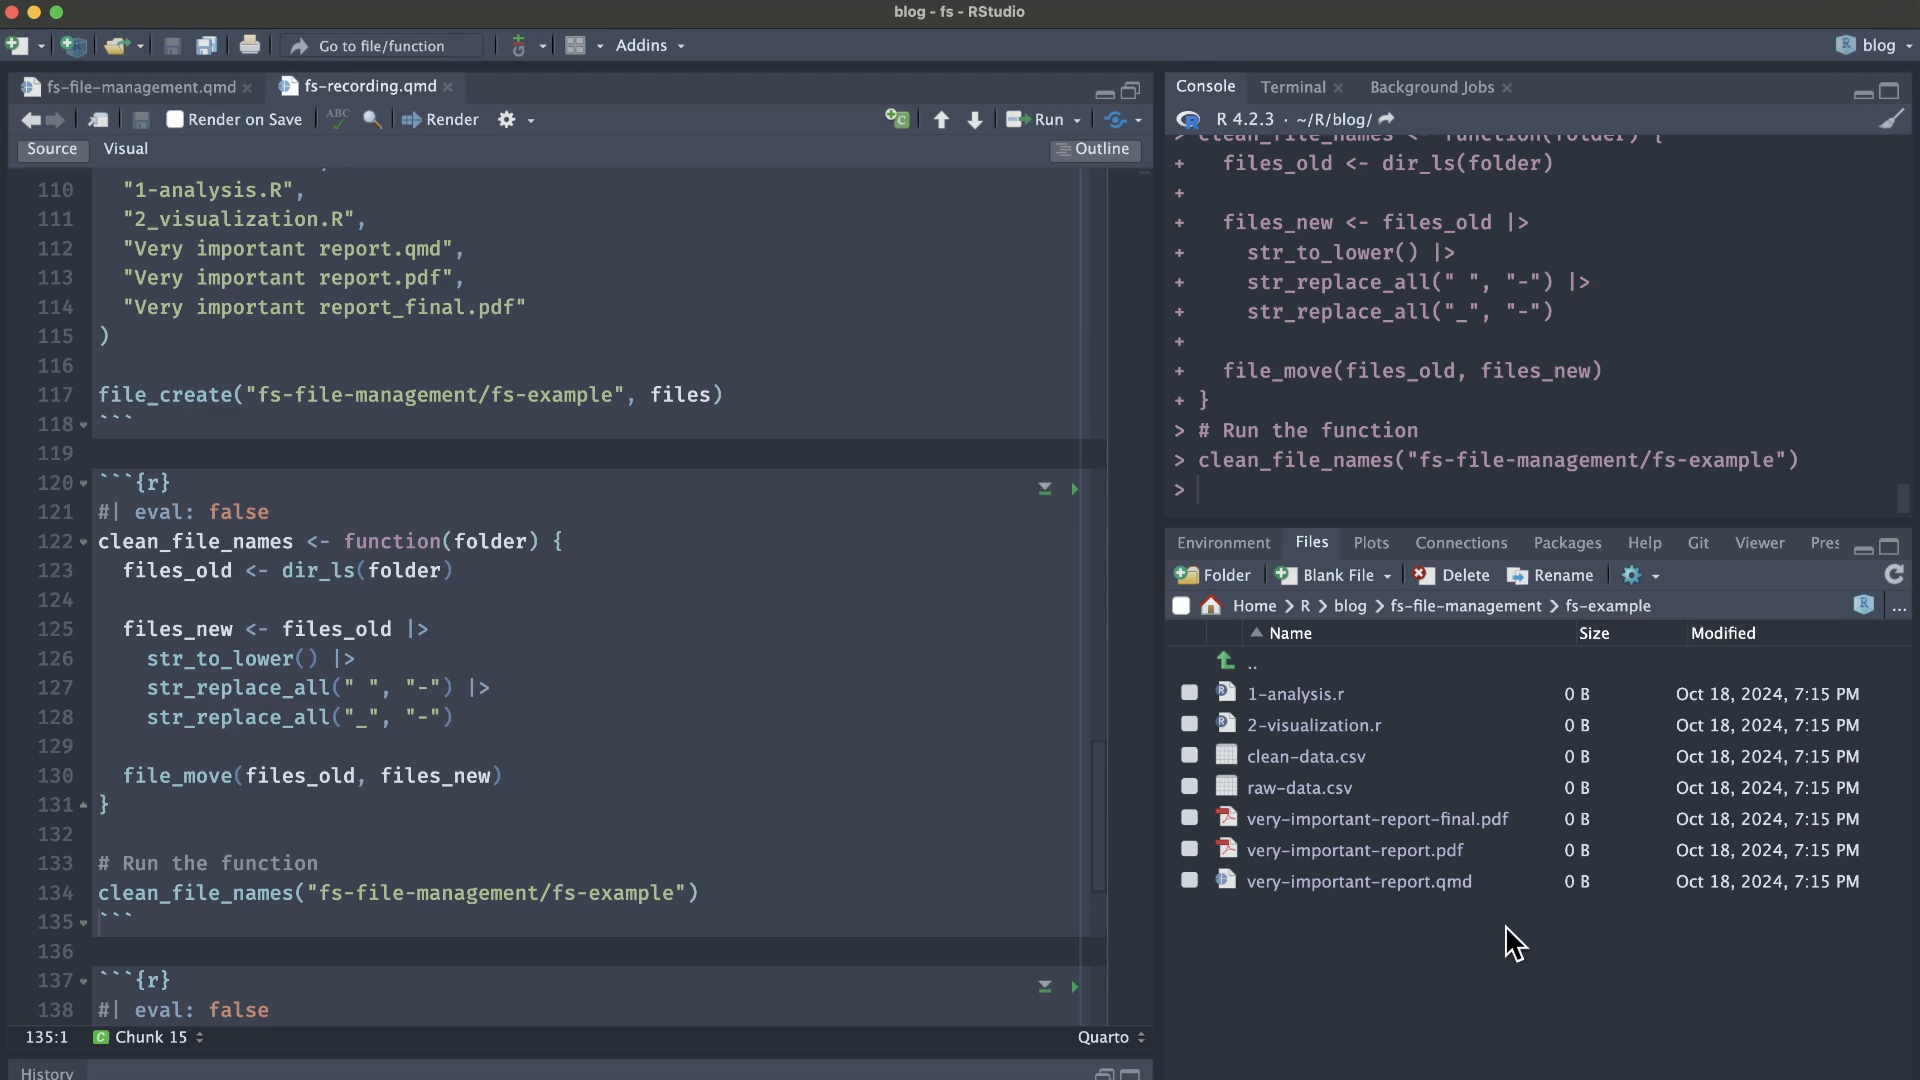 blog - fs - RStudio
Go to file/function
Addins
blog
fs-file-management.qmd
fs-recording.qmd
Render on Save
ABC
Render
Run
Source
Visual
Outline
110 "1-analysis.R",
111 "2_visualization.R",
112 "Very important report.qmd",
113 "Very important report.pdf",
114 "Very important report_final.pdf"
115 )
116
117 file_create("fs-file-management/fs-example", files)
118 ```
119
120 ```{r}
121 #| eval: false
122 clean_file_names <- function(folder) {
123 files_old <- dir_ls(folder)
124
125 files_new <- files_old |>
126 str_to_lower() |>
127 str_replace_all(" ", "-") |>
128 str_replace_all("_", "-")
129
130 file_move(files_old, files_new)
131 }
132
133 # Run the function
134 clean_file_names("fs-file-management/fs-example")
135 ```
136
137 ```{r}
138 #| eval: false
135:1
C Chunk 15
Quarto
History
Console
Terminal
Background Jobs
R 4.2.3 · ~/R/blog/
> clean_file_names <- function(folder) {
+ files_old <- dir_ls(folder)
+
+ files_new <- files_old |>
+ str_to_lower() |>
+ str_replace_all(" ", "-") |>
+ str_replace_all("_", "-")
+
+ file_move(files_old, files_new)
+ }
> # Run the function
> clean_file_names("fs-file-management/fs-example")
>
Environment
Files
Plots
Connections
Packages
Help
Git
Viewer
Pres
Folder
Blank File
Delete
Rename
Home > R > blog > fs-file-management > fs-example
R
...
Name Size Modified
..
1-analysis.r 0 B Oct 18, 2024, 7:15 PM
2-visualization.r 0 B Oct 18, 2024, 7:15 PM
clean-data.csv 0 B Oct 18, 2024, 7:15 PM
raw-data.csv 0 B Oct 18, 2024, 7:15 PM
very-important-report-final.pdf 0 B Oct 18, 2024, 7:15 PM
very-important-report.pdf 0 B Oct 18, 2024, 7:15 PM
very-important-report.qmd 0 B Oct 18, 2024, 7:15 PM